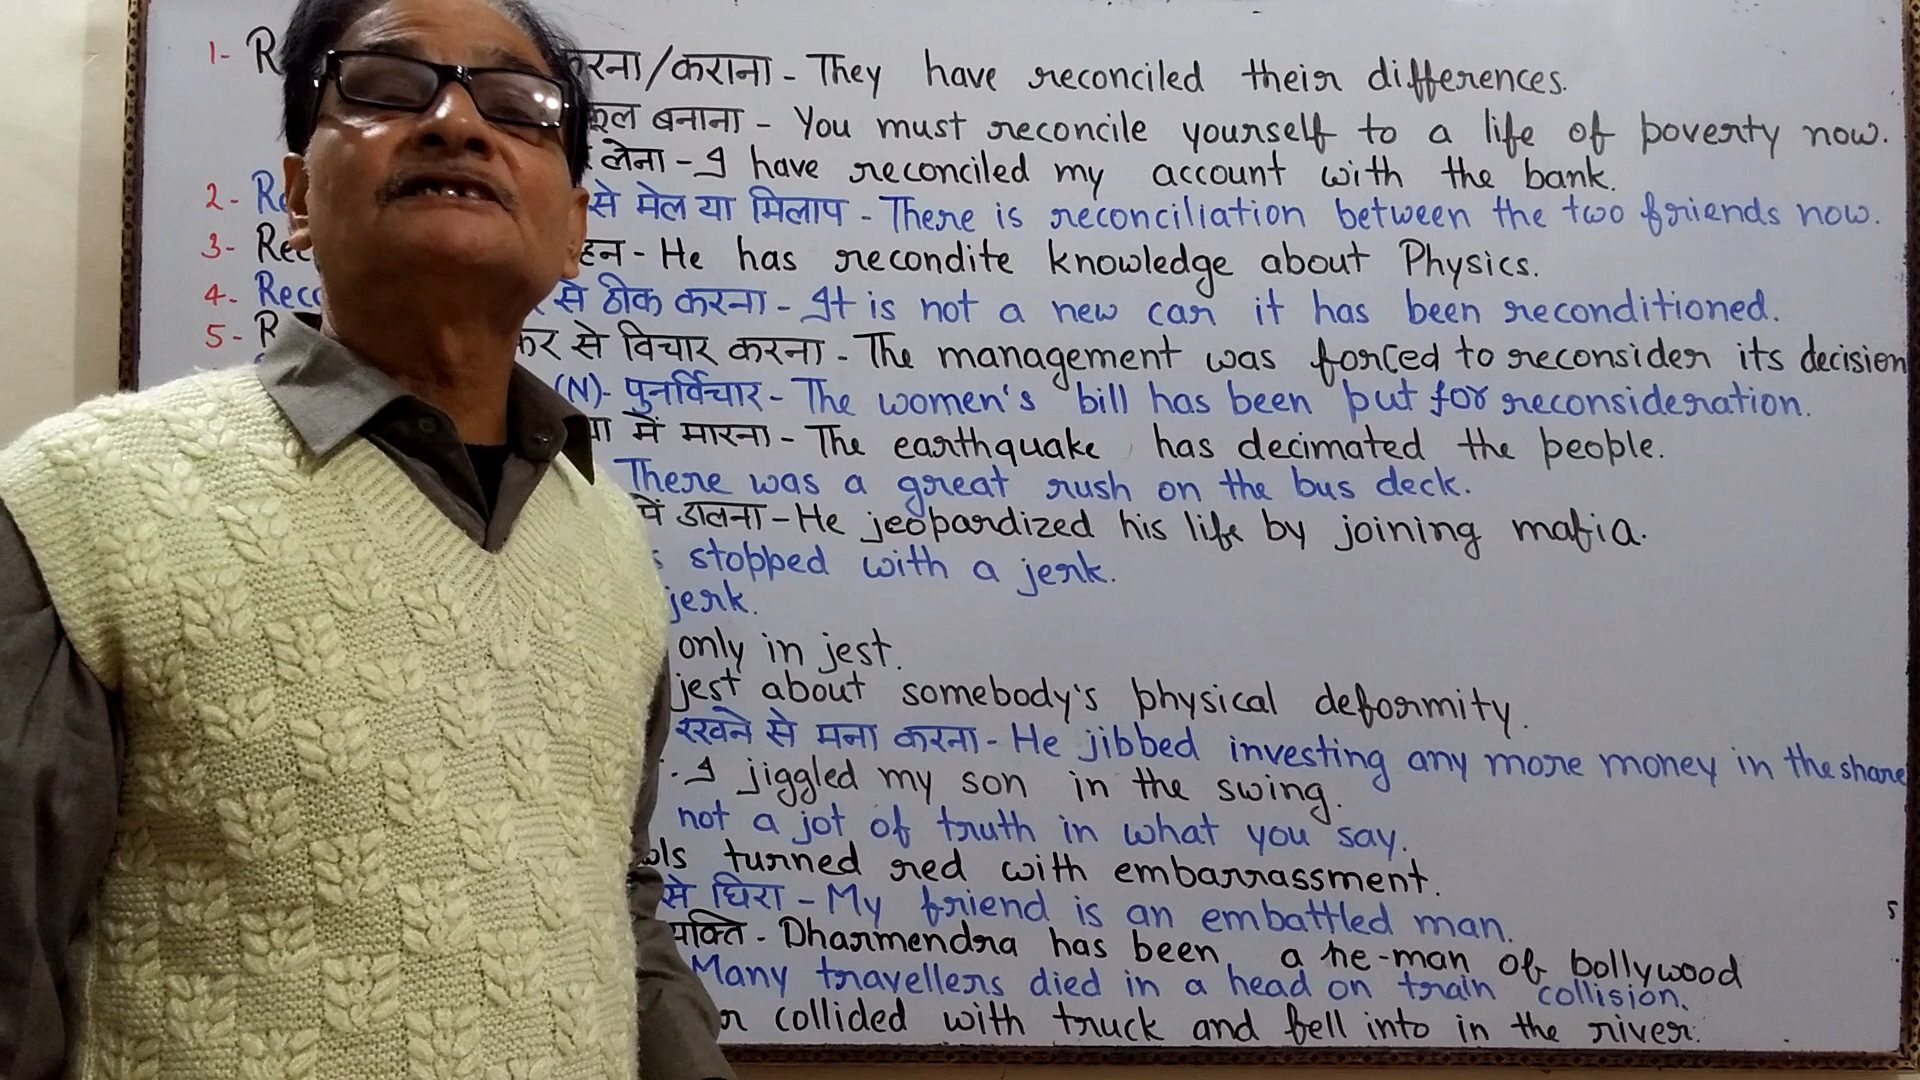 1- R रना/कराना - They have reconciled their differences.
कूल बनाना - You must reconcile yourself to a life of poverty now.
लेना - I have reconciled my account with the bank.
2- Re से मेल या मिलाप - There is reconciliation between the two friends now.
3- Rec हन - He has recondite knowledge about Physics.
4- Reco से ठीक करना - It is not a new car it has been reconditioned.
5- R कर से विचार करना - The management was forced to reconsider its decision
(N)- पुनर्विचार - The women's bill has been put for reconsideration.
में मारना - The earthquake has decimated the people.
There was a great rush on the bus deck.
में डालना - He jeopardized his life by joining mafia.
stopped with a jerk.
jerk.
only in jest.
jest about somebody's physical deformity.
रखने से मना करना - He jibbed investing any more money in the share
I jiggled my son in the swing.
not a jot of truth in what you say.
turned red with embarrassment.
से घिरा - My friend is an embattled man.
5
Dharmendra has been a he-man of bollywood
Many travellers died in a head on train collision.
collided with truck and fell into in the river.